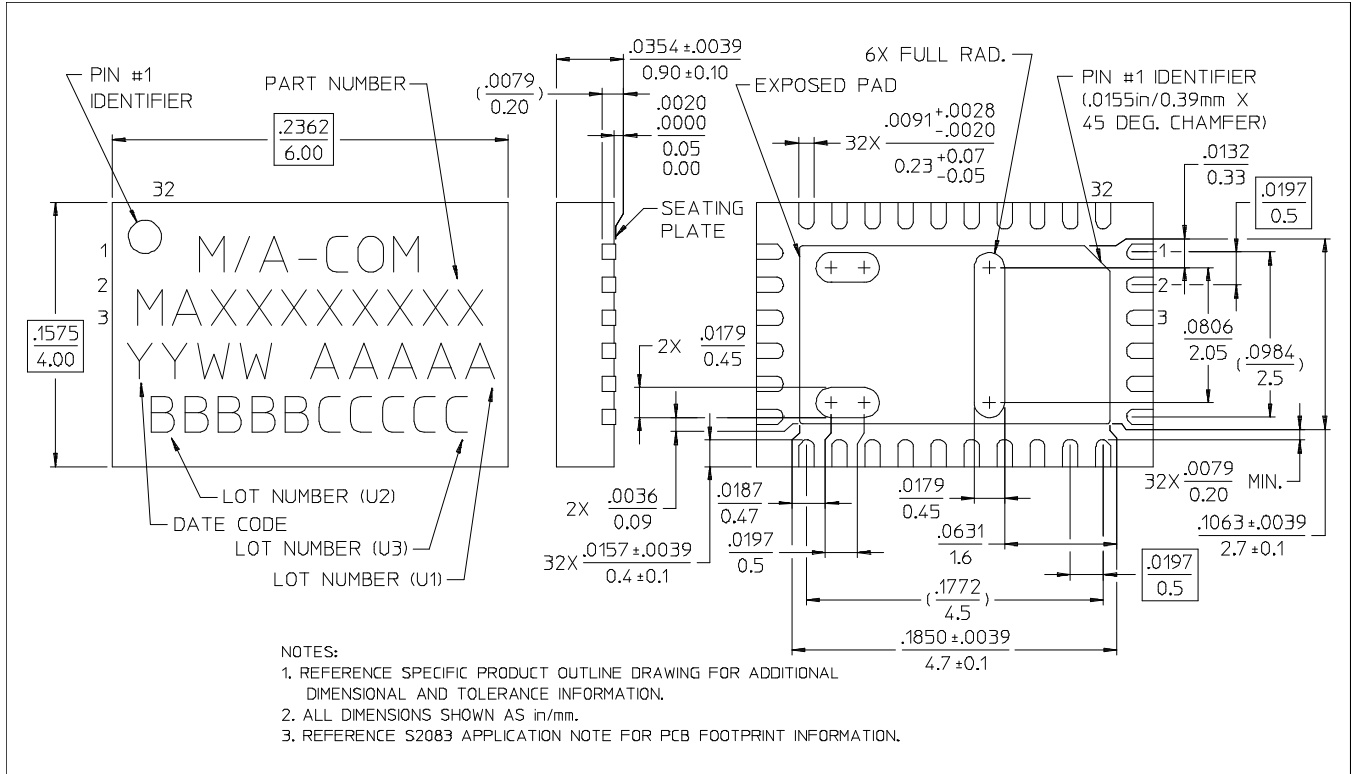 PIN #1
IDENTIFIER
PART NUMBER
.2362
6.00
32
1
2
3
.1575
4.00
M/A-COM
MAXXXXXXXXX
YYWW AAAAA
BBBBBCCCCC
LOT NUMBER (U2)
DATE CODE
LOT NUMBER (U3)
LOT NUMBER (U1)
.0354 ±.0039
0.90 ±0.10
(.0079
0.20)
.0020
.0000
0.05
0.00
SEATING
PLATE
EXPOSED PAD
6X FULL RAD.
32X .0091 +.0028
-.0020
0.23 +0.07
-0.05
PIN #1 IDENTIFIER
(.0155in/0.39mm X
45 DEG. CHAMFER)
32
.0132
0.33
.0197
0.5
1
2
3
.0806
2.05
(.0984
2.5)
2X .0179
0.45
2X .0036
0.09
32X .0157 ±.0039
0.4 ±0.1
.0187
0.47
.0197
0.5
.0179
0.45
.0631
1.6
32X .0079 MIN.
0.20
.1063 ±.0039
2.7 ±0.1
.0197
0.5
(.1772
4.5)
.1850 ±.0039
4.7 ±0.1
NOTES:
1. REFERENCE SPECIFIC PRODUCT OUTLINE DRAWING FOR ADDITIONAL
DIMENSIONAL AND TOLERANCE INFORMATION.
2. ALL DIMENSIONS SHOWN AS in/mm.
3. REFERENCE S2083 APPLICATION NOTE FOR PCB FOOTPRINT INFORMATION.